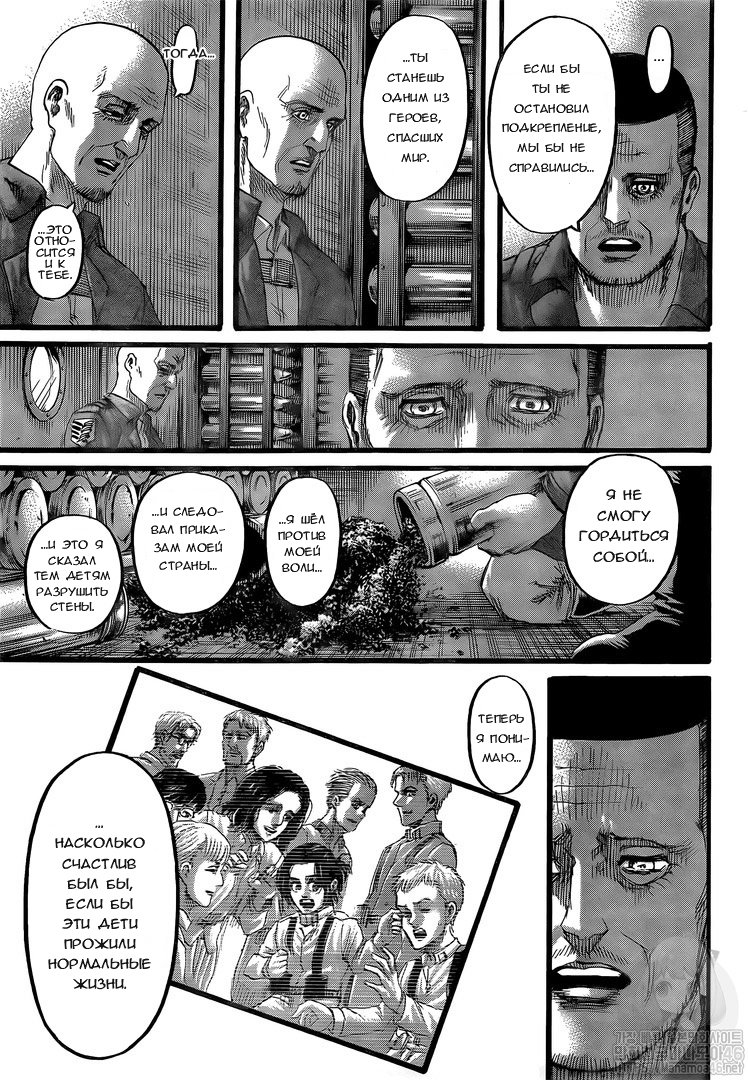 ...
ЕСЛИ БЫ
ТЫ НЕ
ОСТАНОВИЛ
ПОДКРЕПЛЕНИЕ,
МЫ БЫ НЕ
СПРАВИЛИСЬ...
...ТЫ
СТАНЕШЬ
ОДНИМ ИЗ
ГЕРОЕВ,
СПАСШИХ
МИР.
ТОГДА...
...ЭТО
ОТНО-
СИТСЯ
И К
ТЕБЕ.
Я НЕ
СМОГУ
ГОРДИТЬСЯ
СОБОЙ...
...Я ШЁЛ
ПРОТИВ
МОЕЙ
ВОЛИ...
...И СЛЕДО-
ВАЛ ПРИКА-
ЗАМ МОЕЙ
СТРАНЫ...
...И ЭТО Я
СКАЗАЛ
ТЕМ ДЕТЯМ
РАЗРУШИТЬ
СТЕНЫ.
ТЕПЕРЬ
Я ПОНИ-
МАЮ...
...
НАСКОЛЬКО
СЧАСТЛИВ
БЫЛ БЫ,
ЕСЛИ БЫ
ЭТИ ДЕТИ
ПРОЖИЛИ
НОРМАЛЬНЫЕ
ЖИЗНИ.